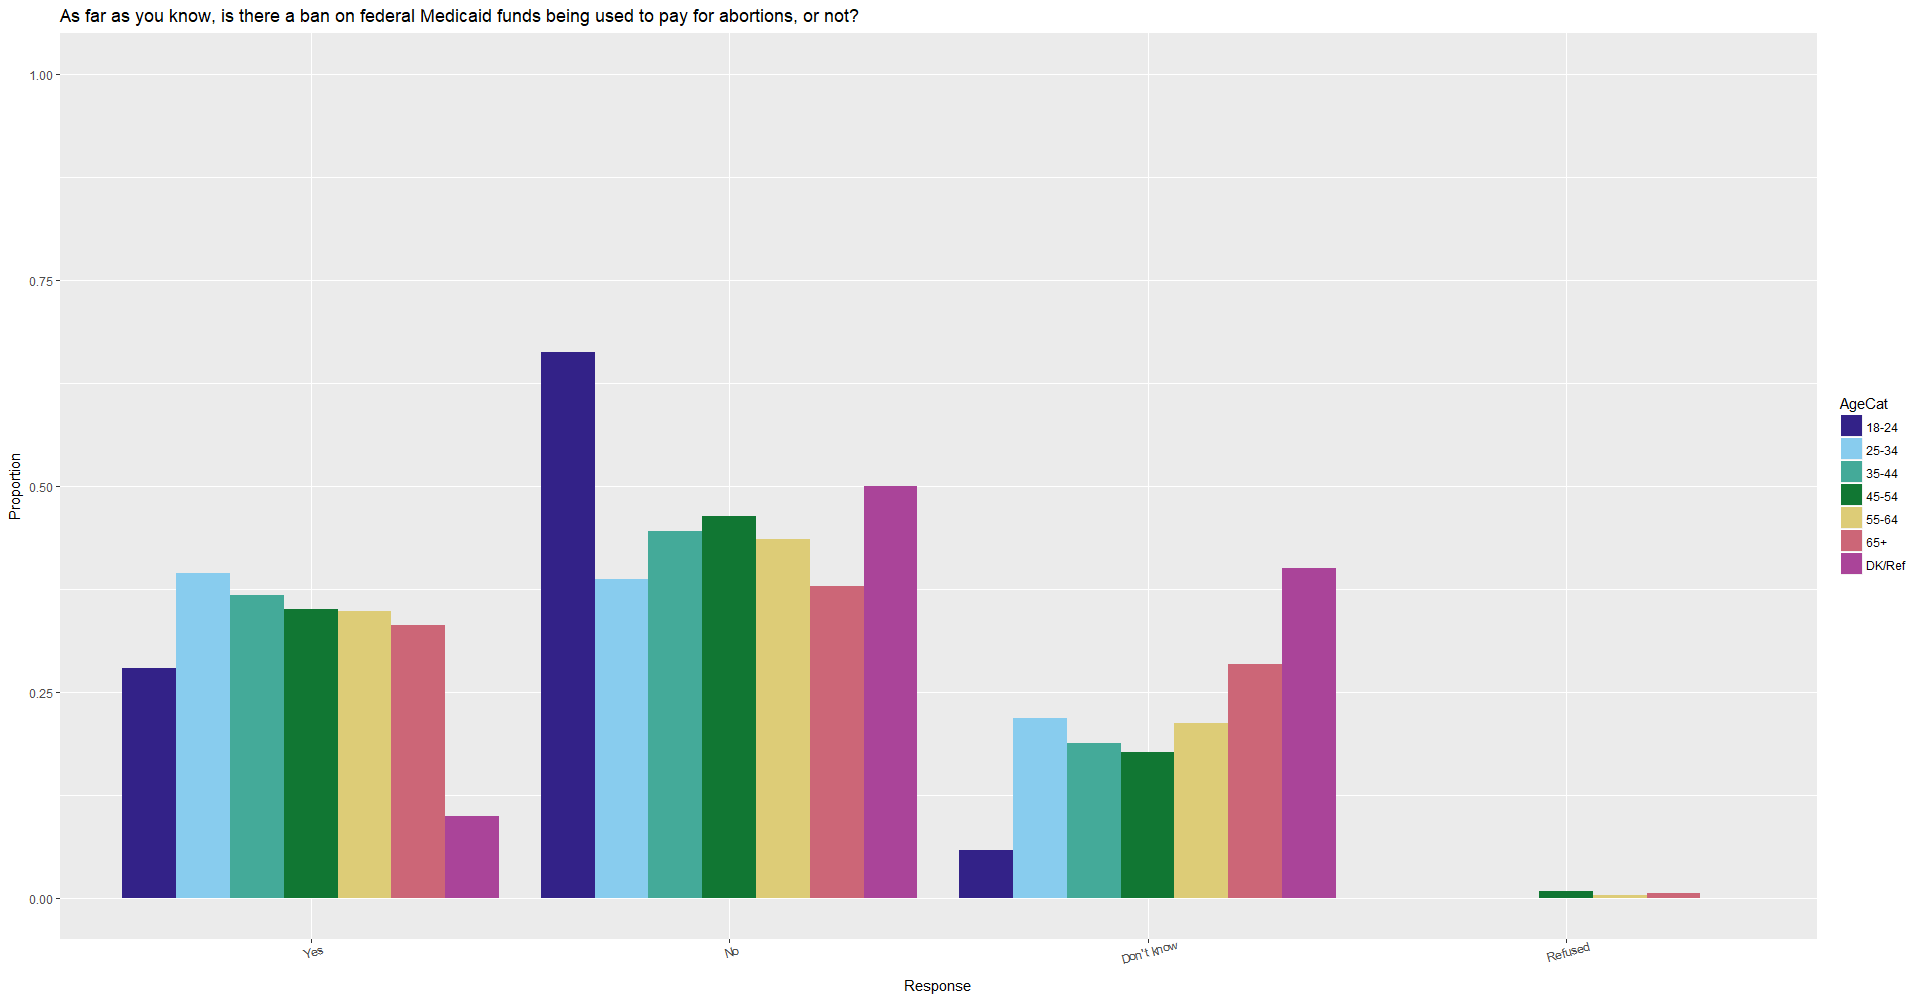 As far as you know, is there a ban on federal Medicaid funds being used to pay for abortions, or not?
1.00
0.75
0.50
0.25
0.00
Proportion
Yes
No
Don't know
Refused
Response
AgeCat
18-24
25-34
35-44
45-54
55-64
65+
DK/Ref